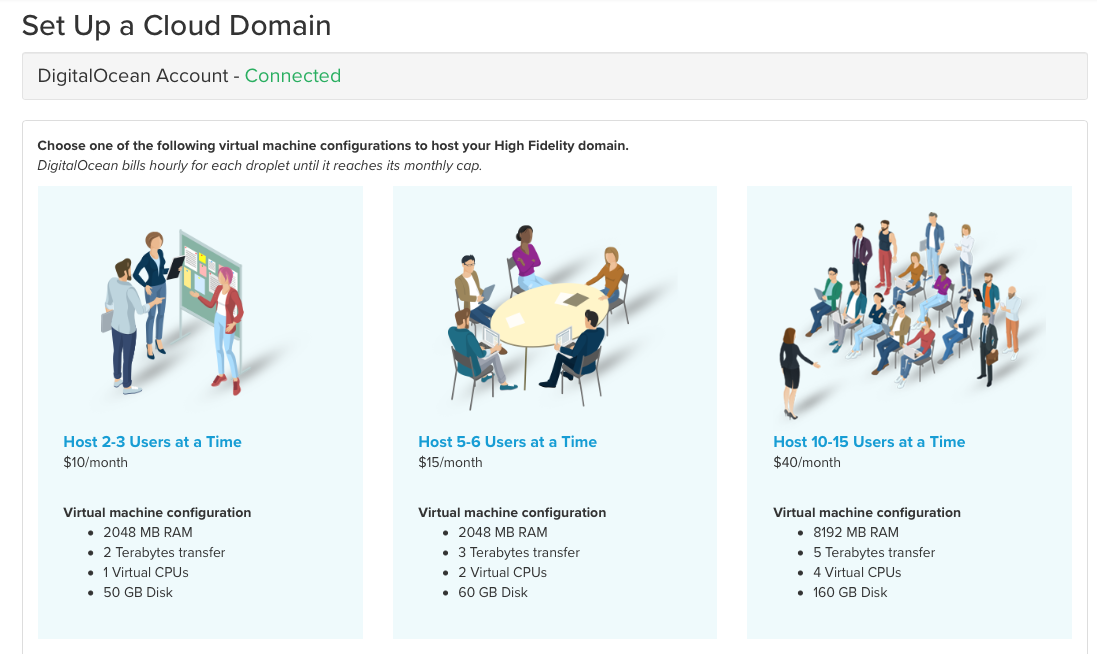 Set Up a Cloud Domain
DigitalOcean Account - Connected
Choose one of the following virtual machine configurations to host your High Fidelity domain.
DigitalOcean bills hourly for each droplet until it reaches its monthly cap.
Host 2-3 Users at a Time
$10/month
Virtual machine configuration
• 2048 MB RAM
• 2 Terabytes transfer
• 1 Virtual CPUs
• 50 GB Disk
Host 5-6 Users at a Time
$15/month
Virtual machine configuration
• 2048 MB RAM
• 3 Terabytes transfer
• 2 Virtual CPUs
• 60 GB Disk
Host 10-15 Users at a Time
$40/month
Virtual machine configuration
• 8192 MB RAM
• 5 Terabytes transfer
• 4 Virtual CPUs
• 160 GB Disk